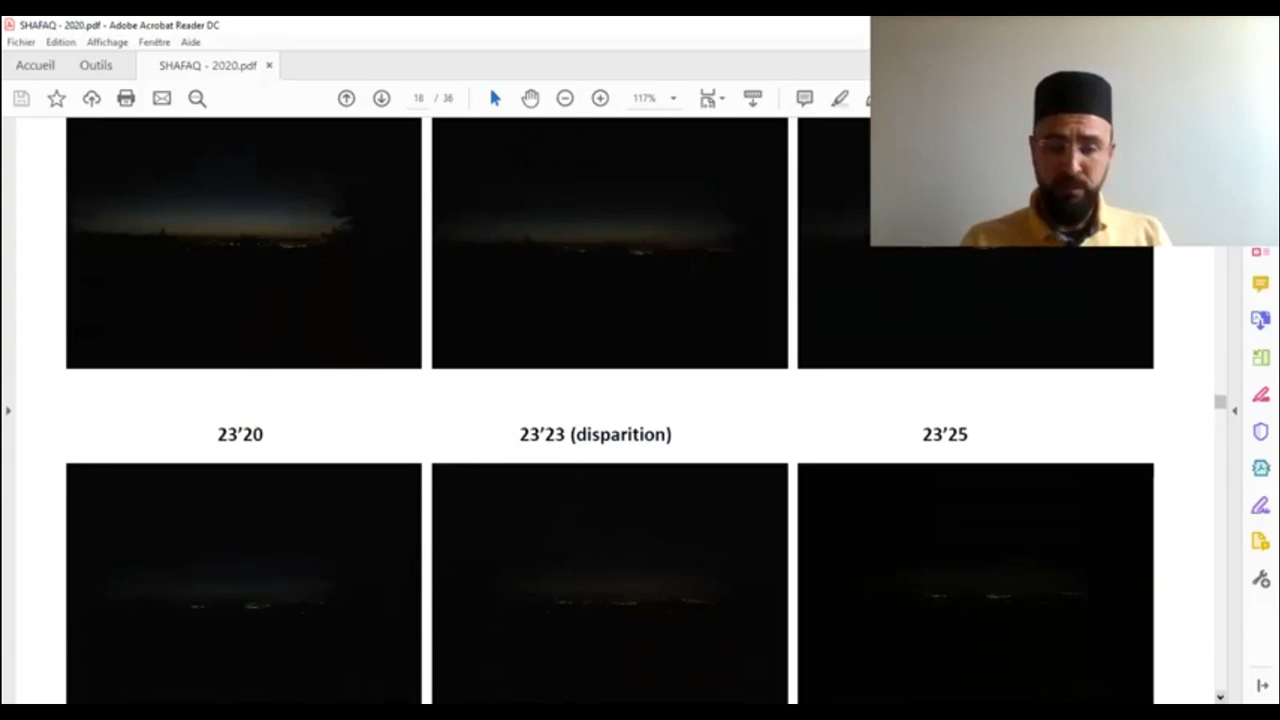 SHAFAQ - 2020.pdf - Adobe Acrobat Reader DC
Fichier Edition Affichage Fenêtre Aide
Accueil Outils SHAFAQ - 2020.pdf ×
18 / 36 117%
23’20 23’23 (disparition) 23’25